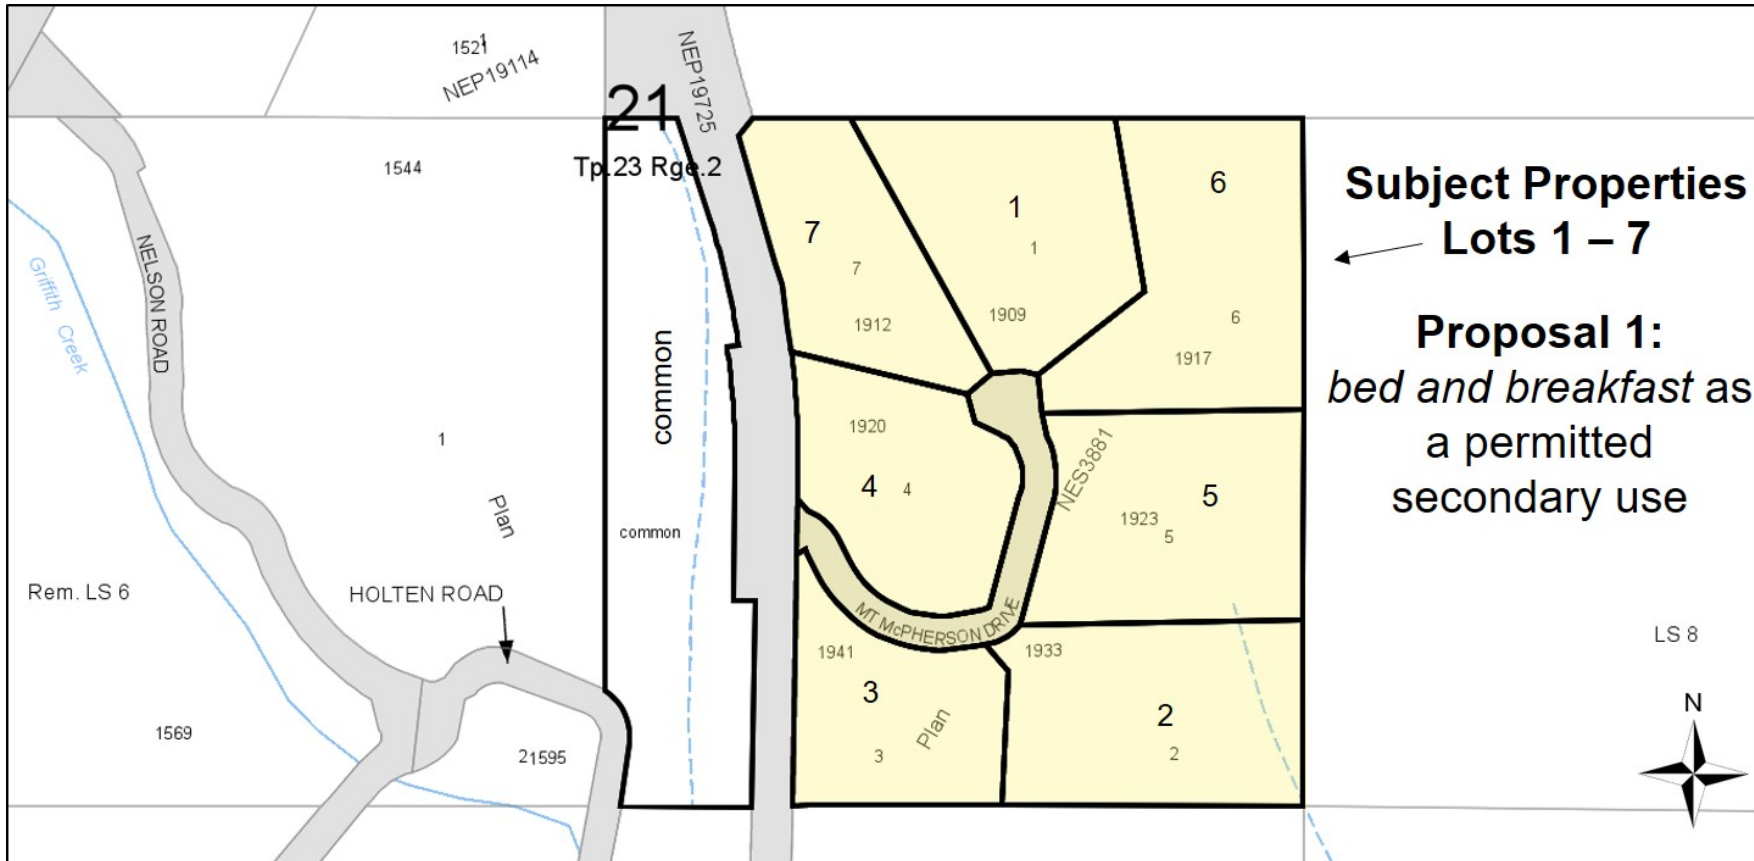 1521
1
NEP19114
NEP19725
21
Tp.23 Rge.2
1544
NELSON ROAD
Griffith Creek
1
Plan
common
common
Rem. LS 6
HOLTEN ROAD
1569
2
1595
7
7
1912
1
1
1909
6
6
1917
1920
4
4
NES3881
5
1923
5
MT McPHERSON DRIVE
1941
3
3
Plan
1933
2
2
Subject Properties
Lots 1 – 7
Proposal 1:
bed and breakfast as
a permitted
secondary use
LS 8
N